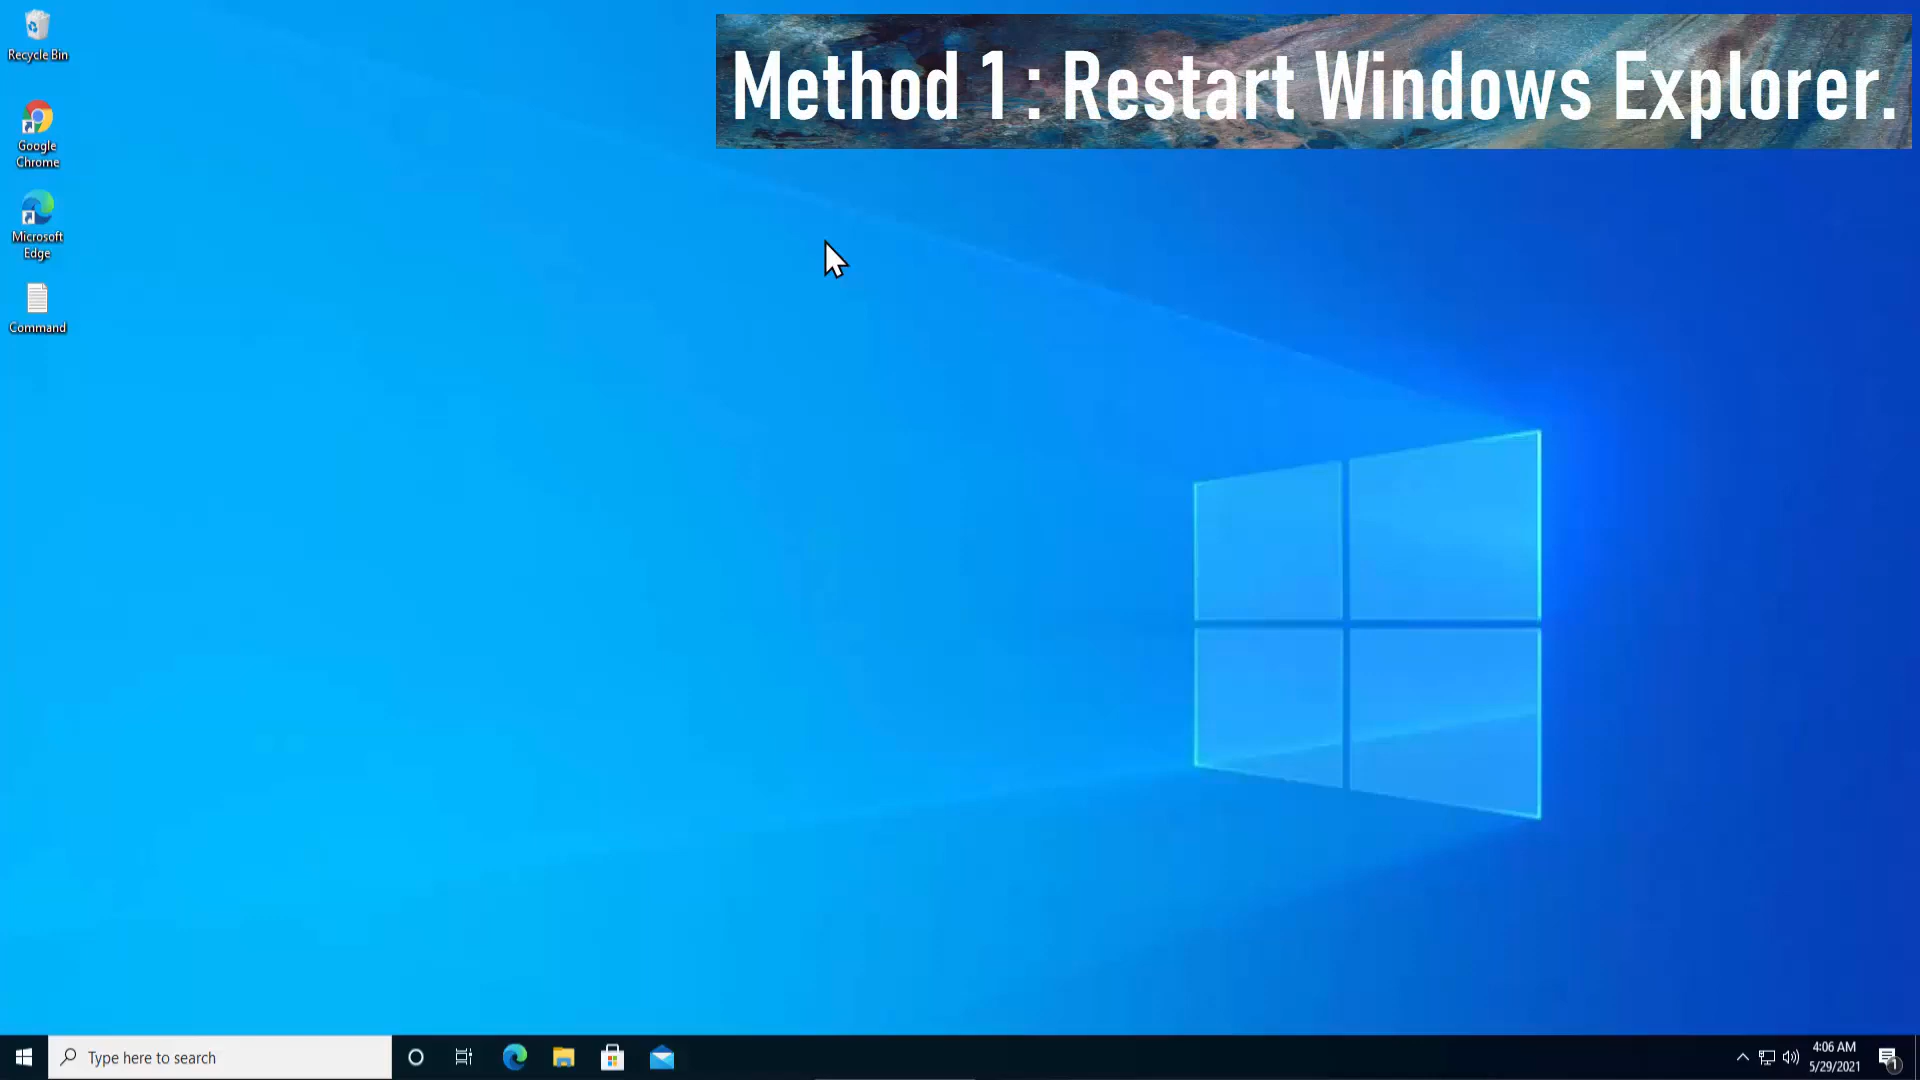 Method 1 : Restart Windows Explorer.
Recycle Bin
Google
Chrome
Microsoft
Edge
Command
Type here to search
4:06 AM
5/29/2021
1